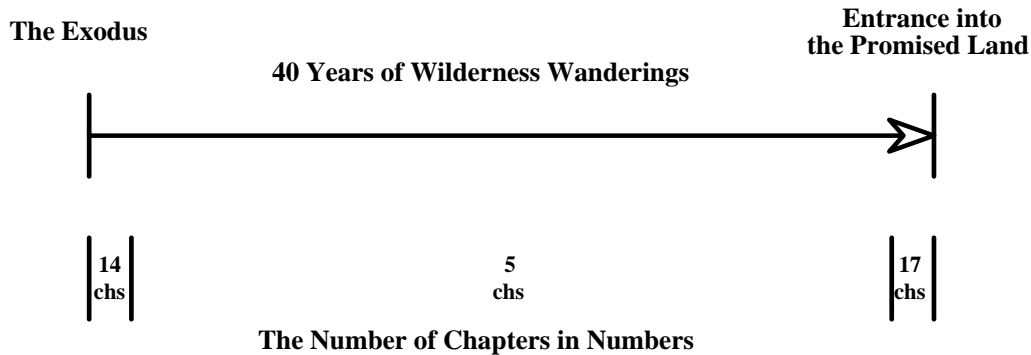 The Exodus
Entrance into
the Promised Land
40 Years of Wilderness Wanderings
14
chs
5
chs
17
chs
The Number of Chapters in Numbers